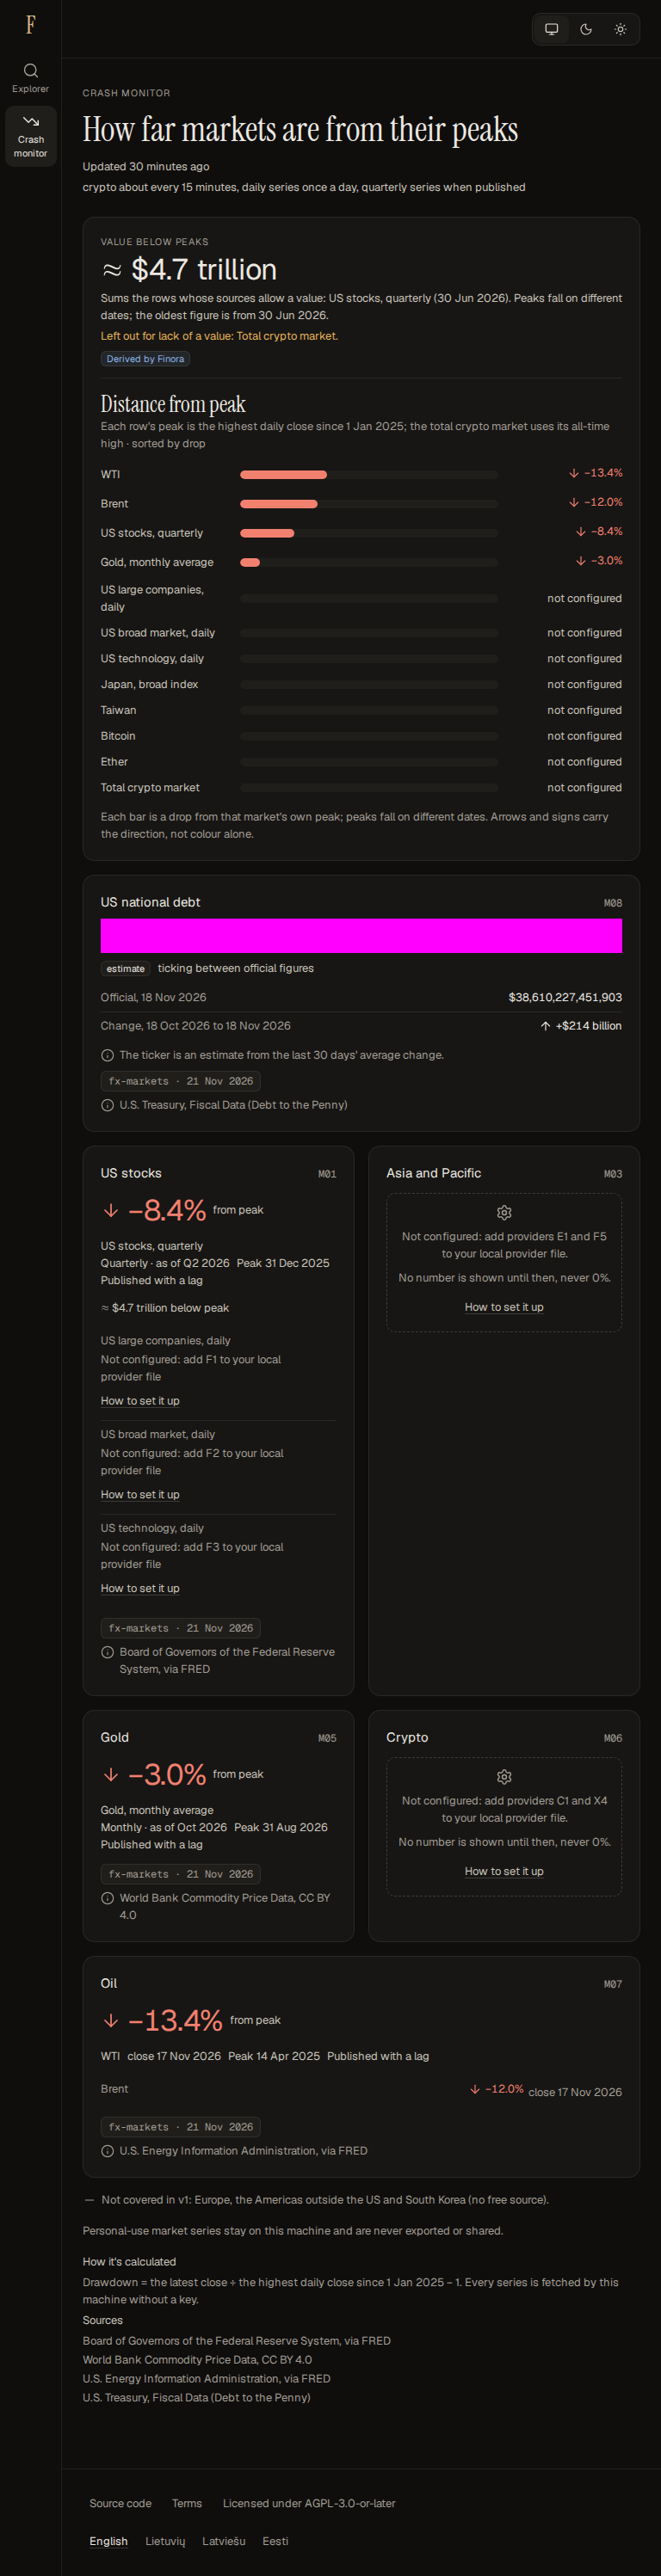 F
Explorer
Crash
monitor
CRASH MONITOR
How far markets are from their peaks
Updated 30 minutes ago
crypto about every 15 minutes, daily series once a day, quarterly series when published
VALUE BELOW PEAKS
≈ $4.7 trillion
Sums the rows whose sources allow a value: US stocks, quarterly (30 Jun 2026). Peaks fall on different
dates; the oldest figure is from 30 Jun 2026.
Left out for lack of a value: Total crypto market.
Derived by Finora
Distance from peak
Each row's peak is the highest daily close since 1 Jan 2025; the total crypto market uses its all-time
high · sorted by drop
WTI ↓ −13.4%
Brent ↓ −12.0%
US stocks, quarterly ↓ −8.4%
Gold, monthly average ↓ −3.0%
US large companies,
daily not configured
US broad market, daily not configured
US technology, daily not configured
Japan, broad index not configured
Taiwan not configured
Bitcoin not configured
Ether not configured
Total crypto market not configured
Each bar is a drop from that market's own peak; peaks fall on different dates. Arrows and signs carry
the direction, not colour alone.
US national debt M08
estimate ticking between official figures
Official, 18 Nov 2026 $38,610,227,451,903
Change, 18 Oct 2026 to 18 Nov 2026 ↑ +$214 billion
The ticker is an estimate from the last 30 days' average change.
fx-markets · 21 Nov 2026
U.S. Treasury, Fiscal Data (Debt to the Penny)
US stocks M01
↓ −8.4% from peak
US stocks, quarterly
Quarterly · as of Q2 2026 Peak 31 Dec 2025
Published with a lag
≈ $4.7 trillion below peak
US large companies, daily
Not configured: add F1 to your local
provider file
How to set it up
US broad market, daily
Not configured: add F2 to your local
provider file
How to set it up
US technology, daily
Not configured: add F3 to your local
provider file
How to set it up
fx-markets · 21 Nov 2026
Board of Governors of the Federal Reserve
System, via FRED
Asia and Pacific M03
Not configured: add providers E1 and F5
to your local provider file.
No number is shown until then, never 0%.
How to set it up
Gold M05
↓ −3.0% from peak
Gold, monthly average
Monthly · as of Oct 2026 Peak 31 Aug 2026
Published with a lag
fx-markets · 21 Nov 2026
World Bank Commodity Price Data, CC BY
4.0
Crypto M06
Not configured: add providers C1 and X4
to your local provider file.
No number is shown until then, never 0%.
How to set it up
Oil M07
↓ −13.4% from peak
WTI close 17 Nov 2026 Peak 14 Apr 2025 Published with a lag
Brent ↓ −12.0% close 17 Nov 2026
fx-markets · 21 Nov 2026
U.S. Energy Information Administration, via FRED
— Not covered in v1: Europe, the Americas outside the US and South Korea (no free source).
Personal-use market series stay on this machine and are never exported or shared.
How it's calculated
Drawdown = the latest close ÷ the highest daily close since 1 Jan 2025 − 1. Every series is fetched by this
machine without a key.
Sources
Board of Governors of the Federal Reserve System, via FRED
World Bank Commodity Price Data, CC BY 4.0
U.S. Energy Information Administration, via FRED
U.S. Treasury, Fiscal Data (Debt to the Penny)
Source code Terms Licensed under AGPL-3.0-or-later
English Lietuvių Latviešu Eesti